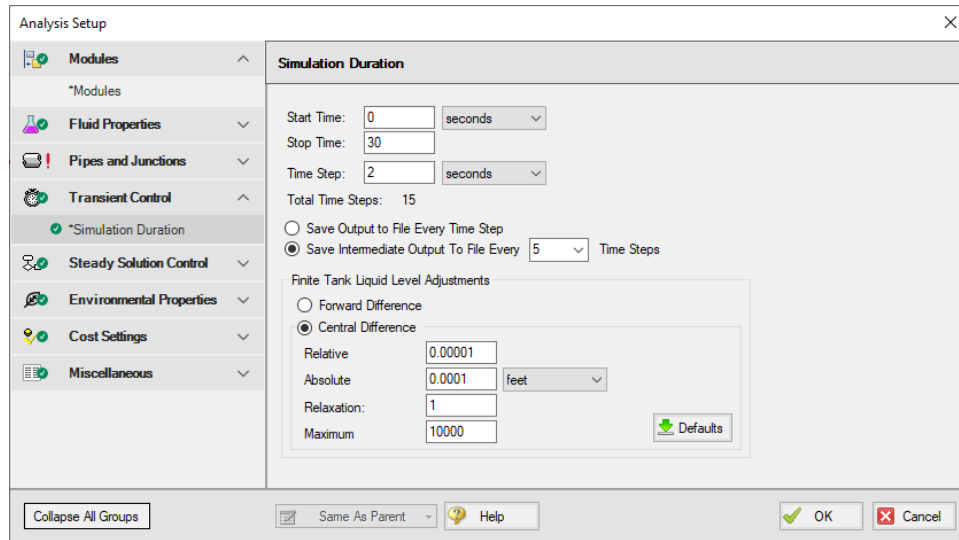 Analysis Setup
Modules
*Modules
Fluid Properties
Pipes and Junctions
Transient Control
*Simulation Duration
Steady Solution Control
Environmental Properties
Cost Settings
Miscellaneous
Collapse All Groups
Simulation Duration
Start Time: 0 seconds
Stop Time: 30
Time Step: 2 seconds
Total Time Steps: 15
Save Output to File Every Time Step
Save Intermediate Output To File Every 5 Time Steps
Finite Tank Liquid Level Adjustments
Forward Difference
Central Difference
Relative 0.00001
Absolute 0.0001 feet
Relaxation: 1
Maximum 10000
Defaults
Same As Parent
Help
OK
Cancel